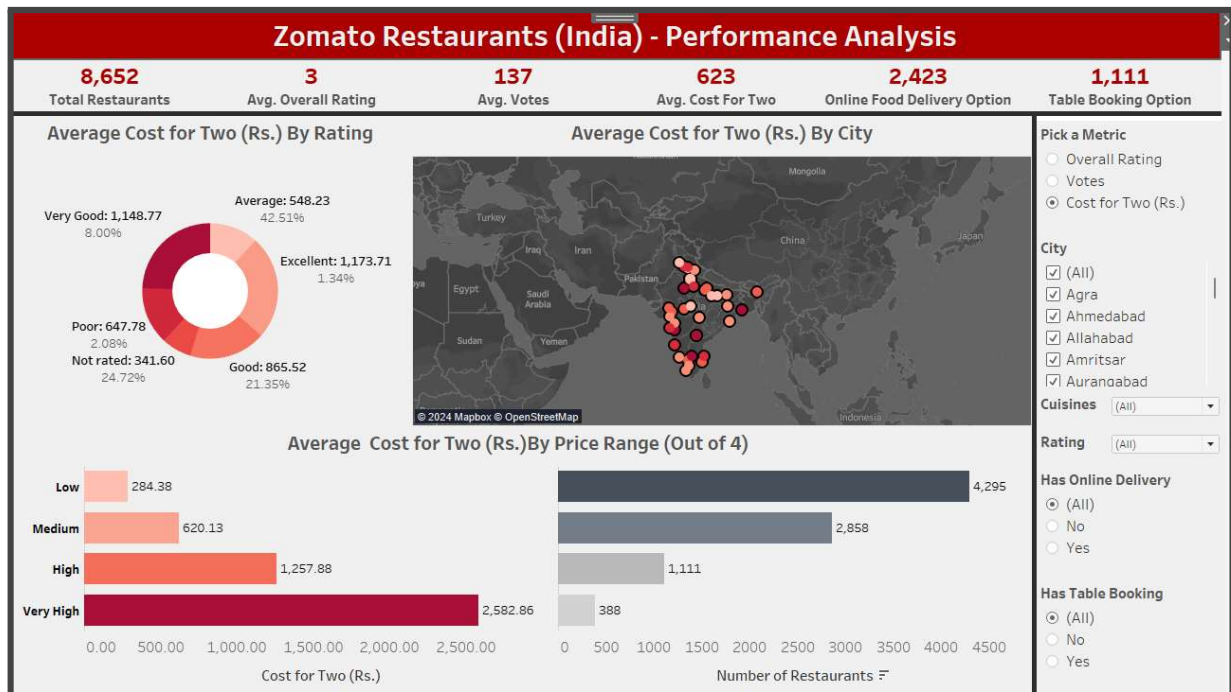 Zomato Restaurants (India) - Performance Analysis
8,652
Total Restaurants
3
Avg. Overall Rating
137
Avg. Votes
623
Avg. Cost For Two
2,423
Online Food Delivery Option
1,111
Table Booking Option
Average Cost for Two (Rs.) By Rating
Average: 548.23
42.51%
Very Good: 1,148.77
8.00%
Excellent: 1,173.71
1.34%
Poor: 647.78
2.08%
Not rated: 341.60
24.72%
Good: 865.52
21.35%
Average Cost for Two (Rs.) By City
Mongolia
Turkey
Japan
China
Iraq
Iran
Pakistan
Egypt
Saudi
Arabia
Sudan
Yemen
Indonesia
© 2024 Mapbox © OpenStreetMap
Average Cost for Two (Rs.)By Price Range (Out of 4)
Low
284.38
4,295
Medium
620.13
2,858
High
1,257.88
1,111
Very High
2,582.86
388
0.00 500.00 1,000.00 1,500.00 2,000.00 2,500.00
Cost for Two (Rs.)
0 500 1000 1500 2000 2500 3000 3500 4000 4500
Number of Restaurants
Pick a Metric
Overall Rating
Votes
Cost for Two (Rs.)
City
(All)
Agra
Ahmedabad
Allahabad
Amritsar
Aurangabad
Cuisines (All)
Rating (All)
Has Online Delivery
(All)
No
Yes
Has Table Booking
(All)
No
Yes